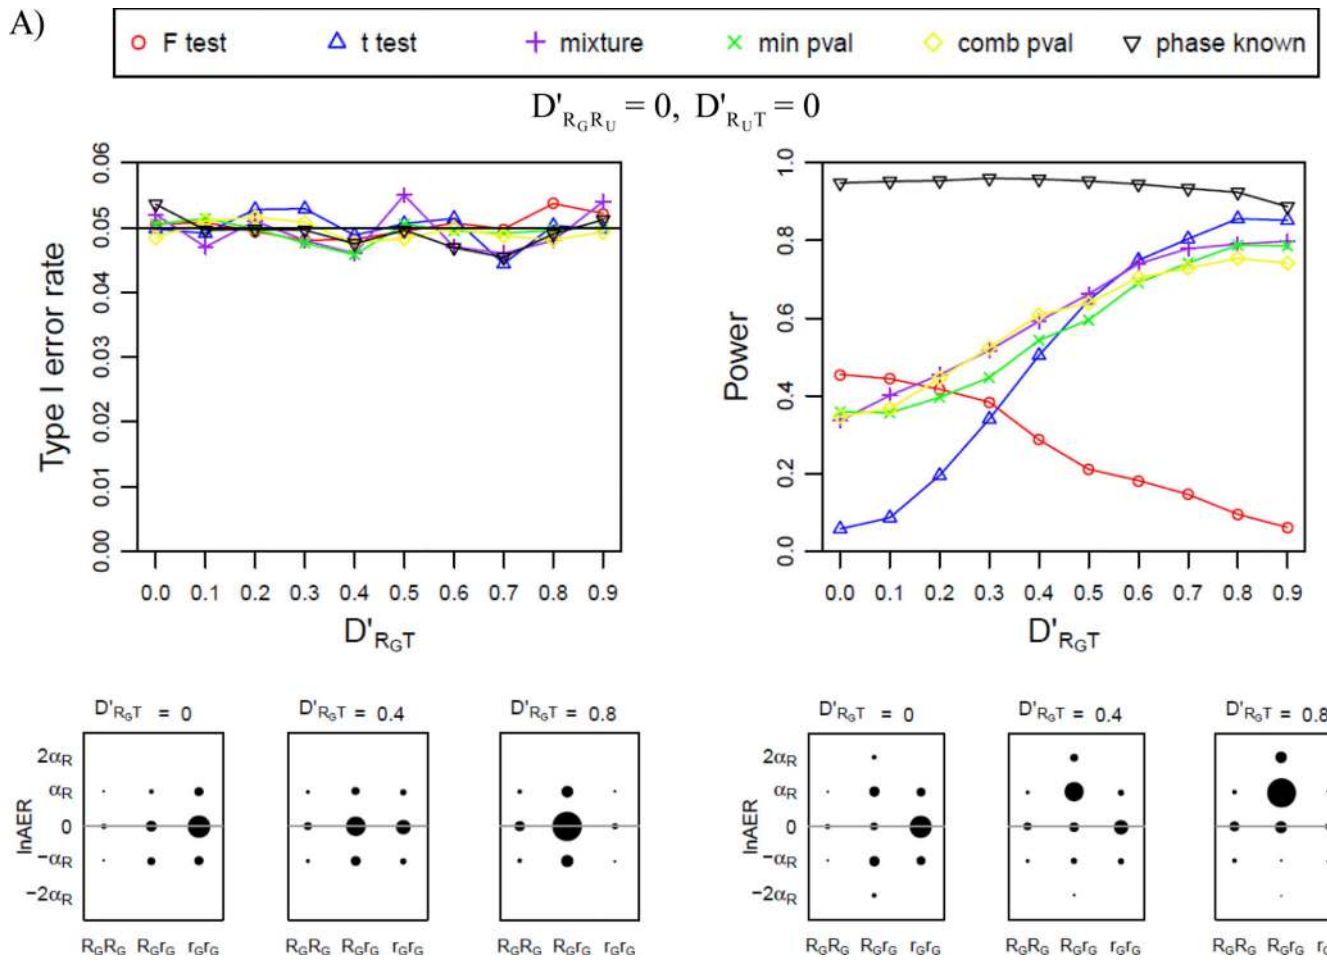 A)
F test t test mixture min pval comb pval phase known
D'RGRU = 0, D'RUT = 0
Type I error rate
0.06
0.05
0.04
0.03
0.02
0.01
0.00
0.0 0.1 0.2 0.3 0.4 0.5 0.6 0.7 0.8 0.9
D'RGT
Power
1.0
0.8
0.6
0.4
0.2
0.0
0.0 0.1 0.2 0.3 0.4 0.5 0.6 0.7 0.8 0.9
D'RGT
D'RGT = 0 D'RGT = 0.4 D'RGT = 0.8
lnAER
2αR
αR
0
−αR
−2αR
RGRG RGrG rGrG RGRG RGrG rGrG RGRG RGrG rGrG
D'RGT = 0 D'RGT = 0.4 D'RGT = 0.8
lnAER
2αR
αR
0
−αR
−2αR
RGRG RGrG rGrG RGRG RGrG rGrG RGRG RGrG rG